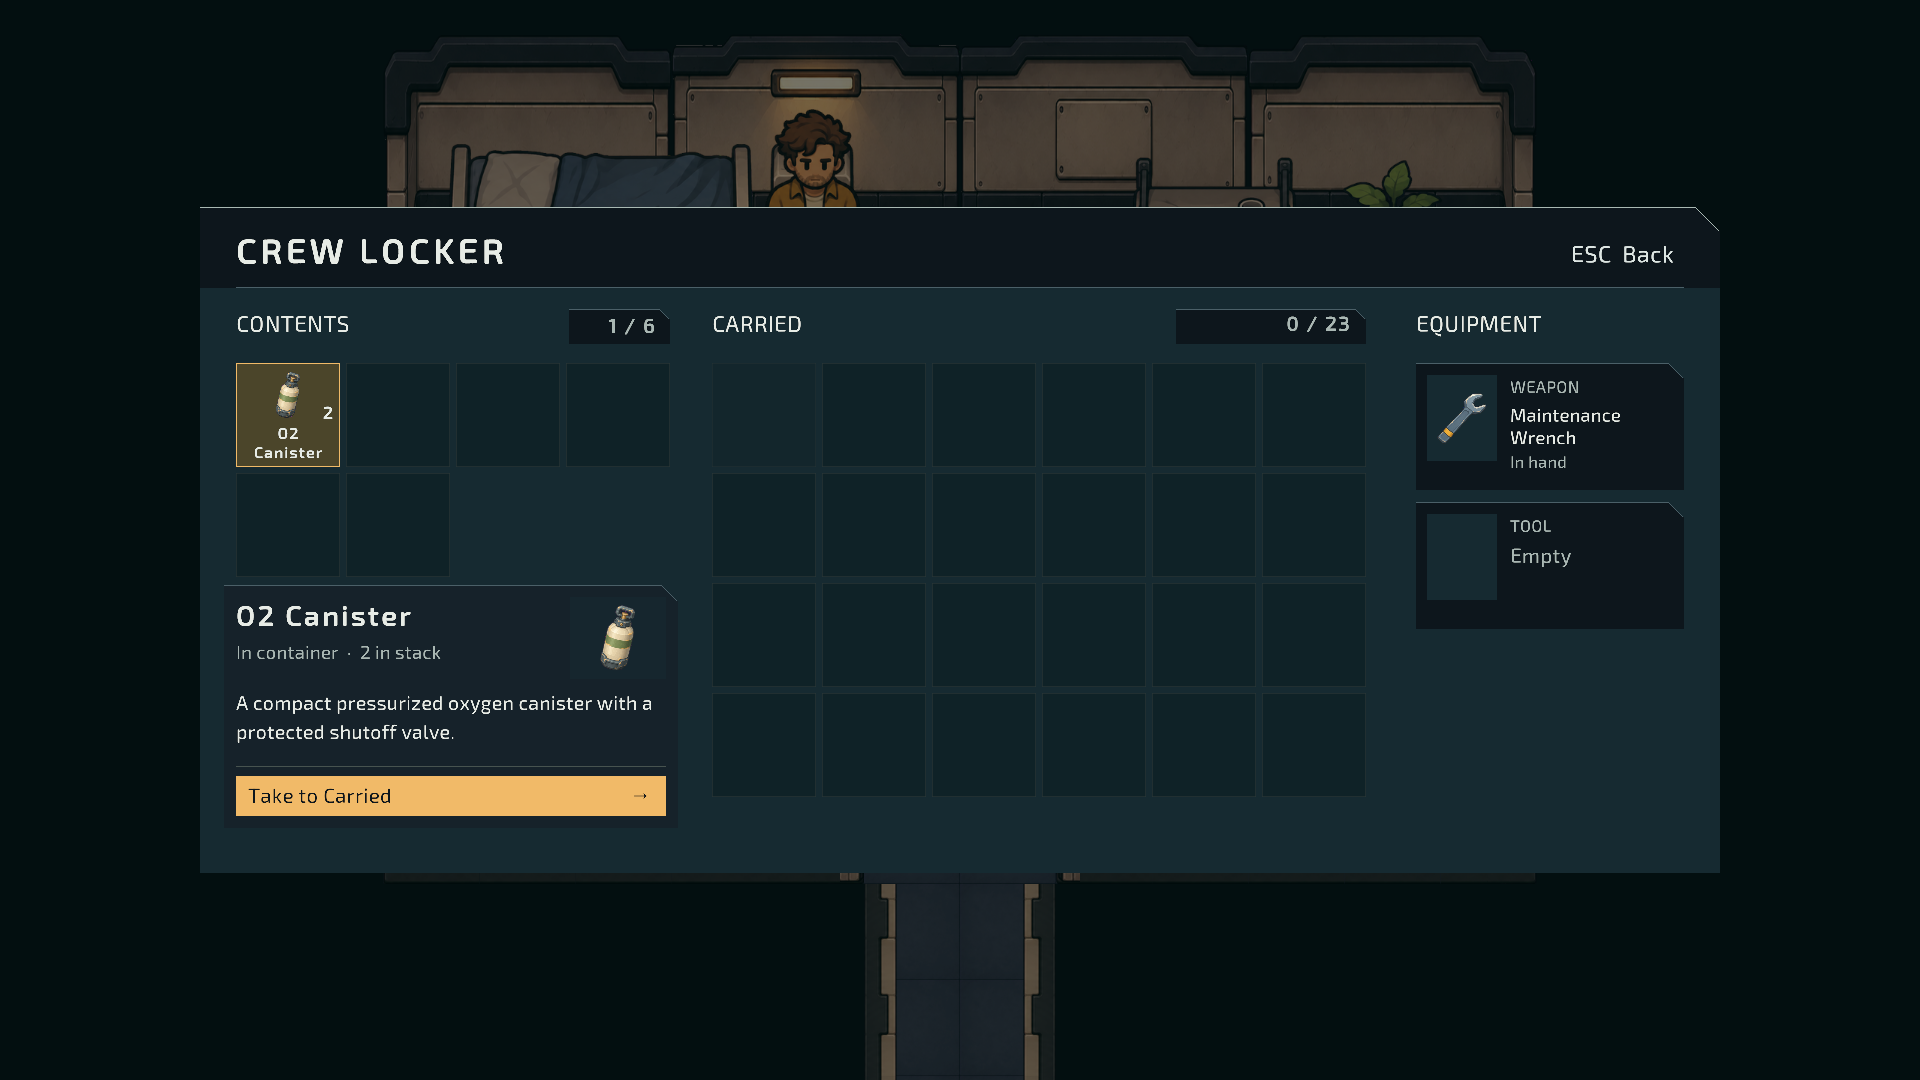 CREW LOCKER
ESC Back
CONTENTS
1 / 6
CARRIED
0 / 23
EQUIPMENT
2
O2
Canister
WEAPON
Maintenance
Wrench
In hand
TOOL
Empty
O2 Canister
In container · 2 in stack
A compact pressurized oxygen canister with a
protected shutoff valve.
Take to Carried →